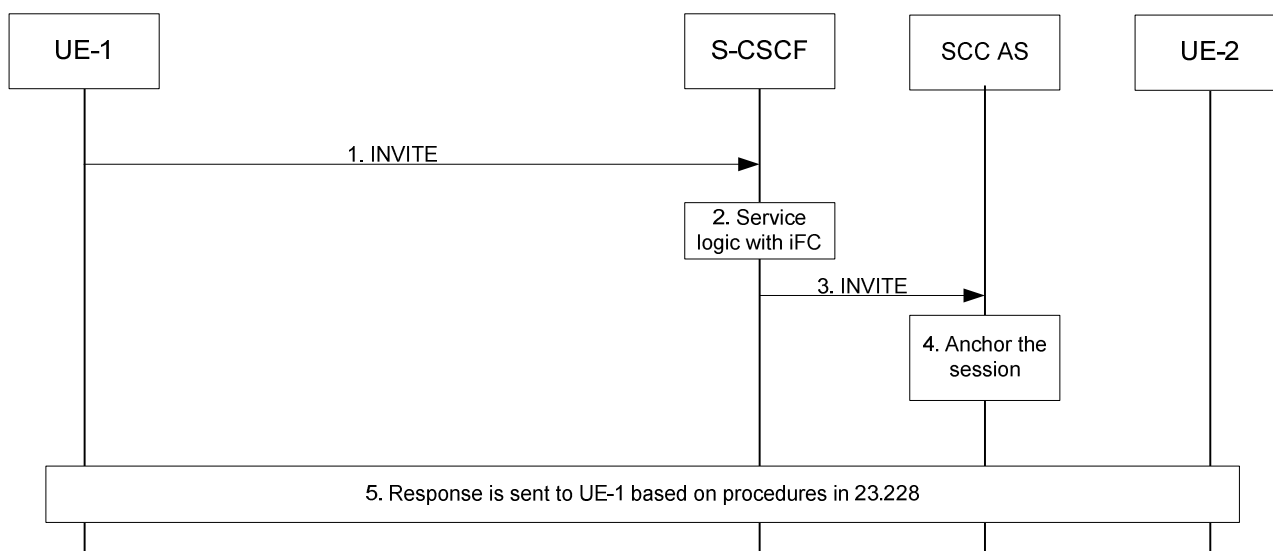 UE-1
S-CSCF
SCC AS
UE-2
1. INVITE
2. Service
logic with iFC
3. INVITE
4. Anchor the
session
5. Response is sent to UE-1 based on procedures in 23.228